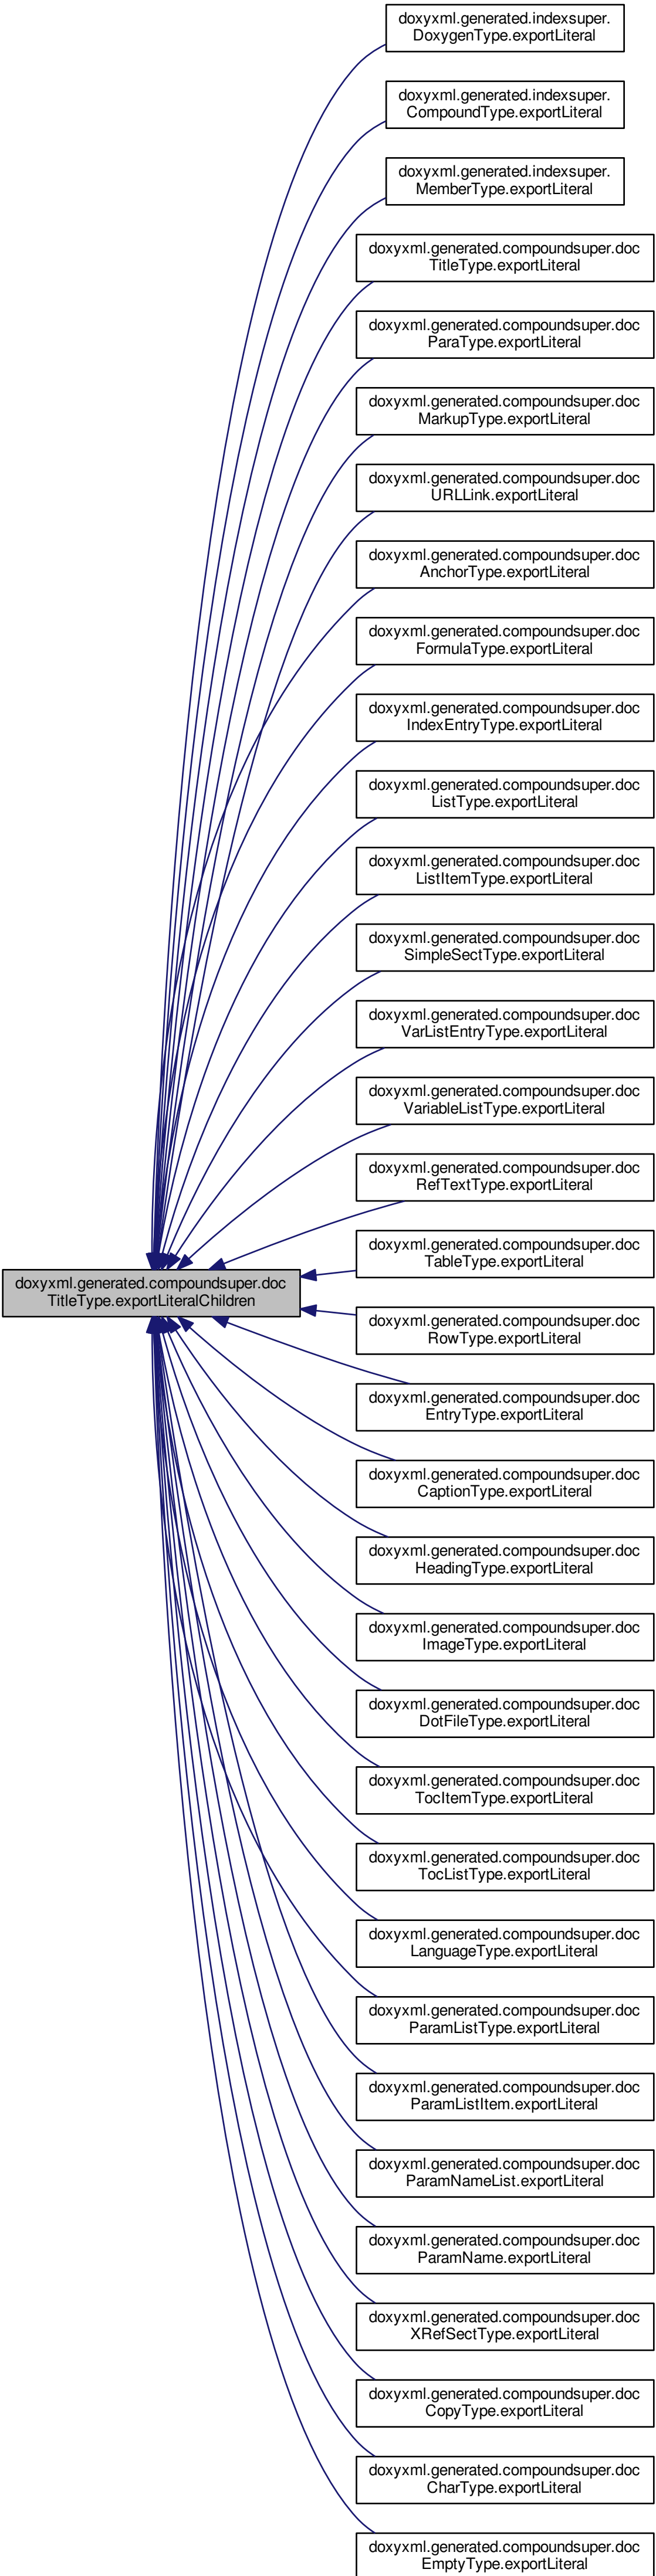 doxyxml.generated.indexsuper.
DoxygenType.exportLiteral
doxyxml.generated.indexsuper.
CompoundType.exportLiteral
doxyxml.generated.indexsuper.
MemberType.exportLiteral
doxyxml.generated.compoundsuper.doc
TitleType.exportLiteral
doxyxml.generated.compoundsuper.doc
ParaType.exportLiteral
doxyxml.generated.compoundsuper.doc
MarkupType.exportLiteral
doxyxml.generated.compoundsuper.doc
URLLink.exportLiteral
doxyxml.generated.compoundsuper.doc
AnchorType.exportLiteral
doxyxml.generated.compoundsuper.doc
FormulaType.exportLiteral
doxyxml.generated.compoundsuper.doc
IndexEntryType.exportLiteral
doxyxml.generated.compoundsuper.doc
ListType.exportLiteral
doxyxml.generated.compoundsuper.doc
ListItemType.exportLiteral
doxyxml.generated.compoundsuper.doc
SimpleSectType.exportLiteral
doxyxml.generated.compoundsuper.doc
VarListEntryType.exportLiteral
doxyxml.generated.compoundsuper.doc
VariableListType.exportLiteral
doxyxml.generated.compoundsuper.doc
RefTextType.exportLiteral
doxyxml.generated.compoundsuper.doc
TableType.exportLiteral
doxyxml.generated.compoundsuper.doc
TitleType.exportLiteralChildren
doxyxml.generated.compoundsuper.doc
RowType.exportLiteral
doxyxml.generated.compoundsuper.doc
EntryType.exportLiteral
doxyxml.generated.compoundsuper.doc
CaptionType.exportLiteral
doxyxml.generated.compoundsuper.doc
HeadingType.exportLiteral
doxyxml.generated.compoundsuper.doc
ImageType.exportLiteral
doxyxml.generated.compoundsuper.doc
DotFileType.exportLiteral
doxyxml.generated.compoundsuper.doc
TocItemType.exportLiteral
doxyxml.generated.compoundsuper.doc
TocListType.exportLiteral
doxyxml.generated.compoundsuper.doc
LanguageType.exportLiteral
doxyxml.generated.compoundsuper.doc
ParamListType.exportLiteral
doxyxml.generated.compoundsuper.doc
ParamListItem.exportLiteral
doxyxml.generated.compoundsuper.doc
ParamNameList.exportLiteral
doxyxml.generated.compoundsuper.doc
ParamName.exportLiteral
doxyxml.generated.compoundsuper.doc
XRefSectType.exportLiteral
doxyxml.generated.compoundsuper.doc
CopyType.exportLiteral
doxyxml.generated.compoundsuper.doc
CharType.exportLiteral
doxyxml.generated.compoundsuper.doc
EmptyType.exportLiteral